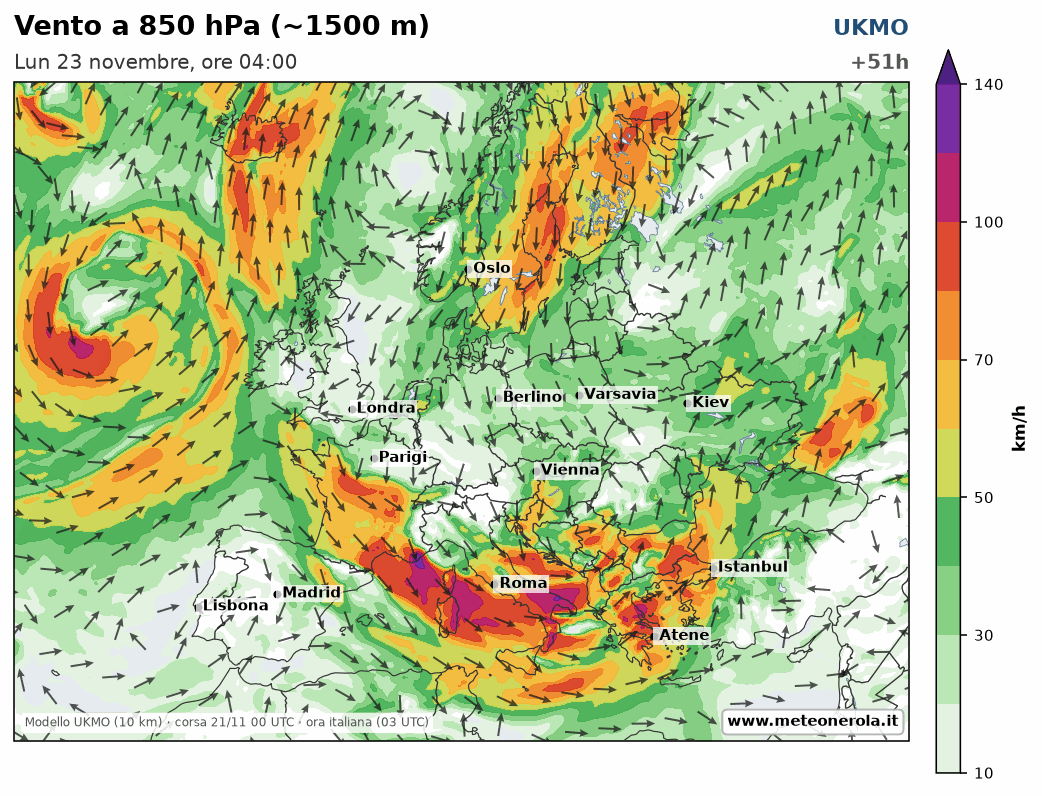 Vento a 850 hPa (~1500 m)
UKMO
Lun 23 novembre, ore 04:00
+51h
140
100
70
50
30
10
km/h
Oslo
Londra
Berlino
Varsavia
Kiev
Parigi
Vienna
Istanbul
Roma
Madrid
Lisbona
Atene
Modello UKMO (10 km) · corsa 21/11 00 UTC · ora italiana (03 UTC)
www.meteonerola.it